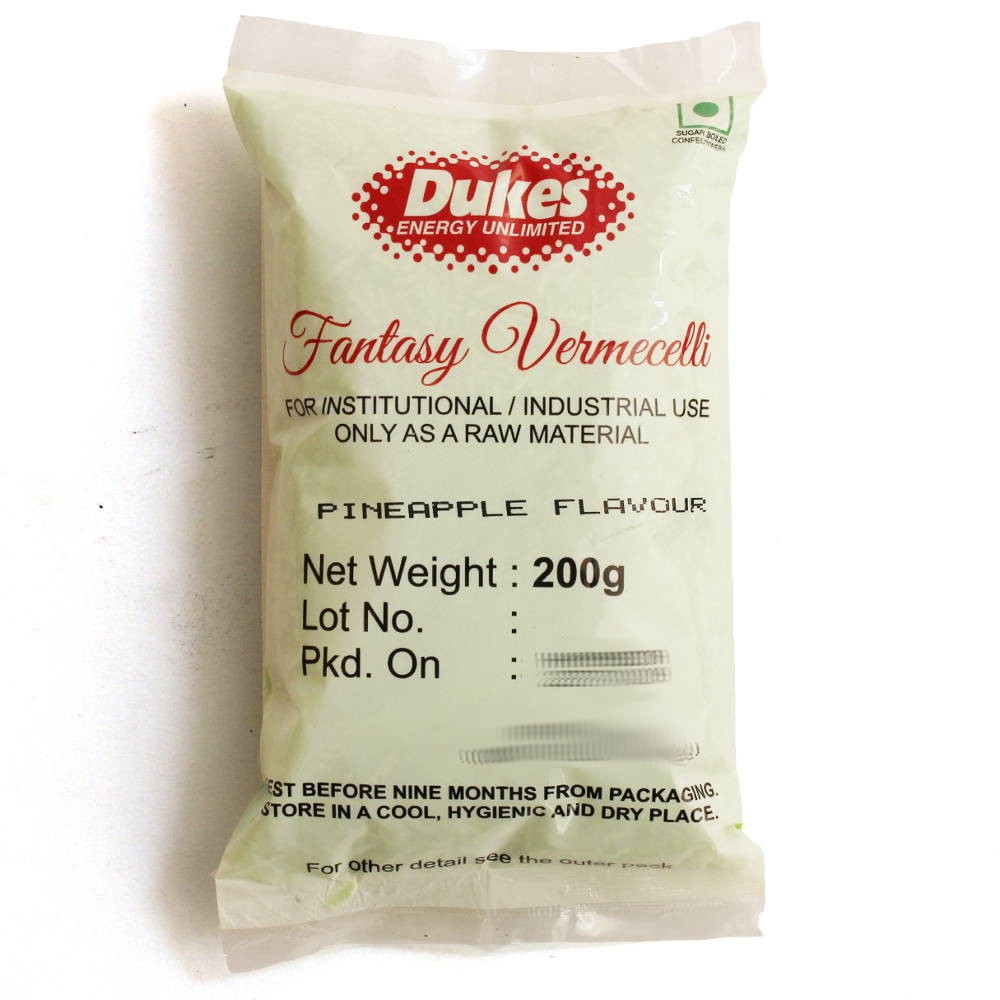 SUGAR BOILED
CONFECTIONERY
Dukes
ENERGY UNLIMITED
Fantasy Vermecelli
FOR INSTITUTIONAL / INDUSTRIAL USE
ONLY AS A RAW MATERIAL
PINEAPPLE FLAVOUR
Net Weight : 200g
Lot No. :
Pkd. On :
EST BEFORE NINE MONTHS FROM PACKAGING.
STORE IN A COOL, HYGIENIC AND DRY PLACE.
For other detail see the outer pack